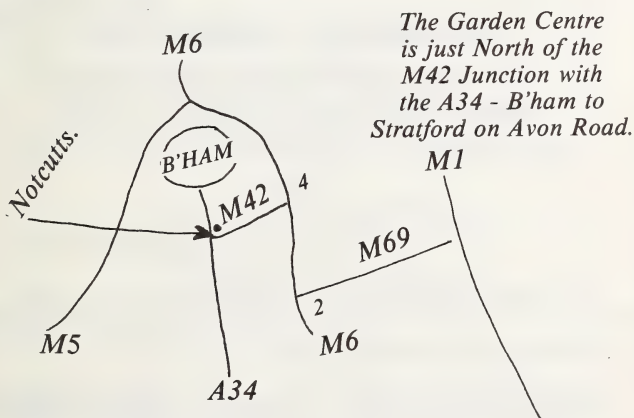 The Garden Centre
is just North of the
M42 Junction with
the A34 - B'ham to
Stratford on Avon Road.
M6
B'HAM
Notcutts.
M42
4
M1
M69
2
M6
M5
A34